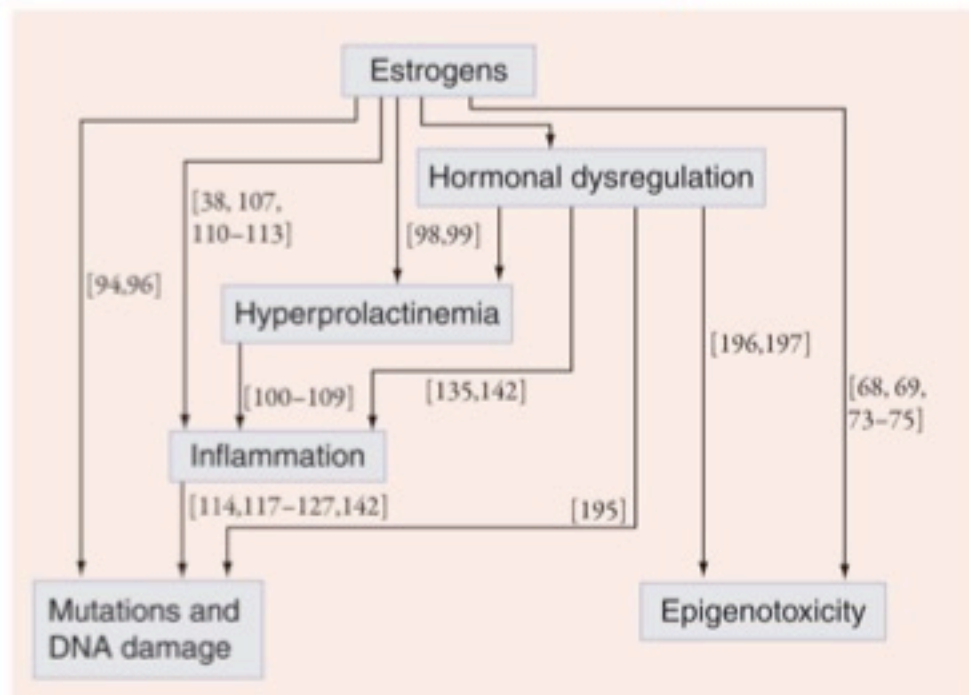 Estrogens
Hormonal dysregulation
[38, 107,
110–113]
[98,99]
[94,96]
Hyperprolactinemia
[196,197]
[100–109]
[135,142]
[68, 69,
73–75]
Inflammation
[114,117–127,142]
[195]
Mutations and
DNA damage
Epigenotoxicity